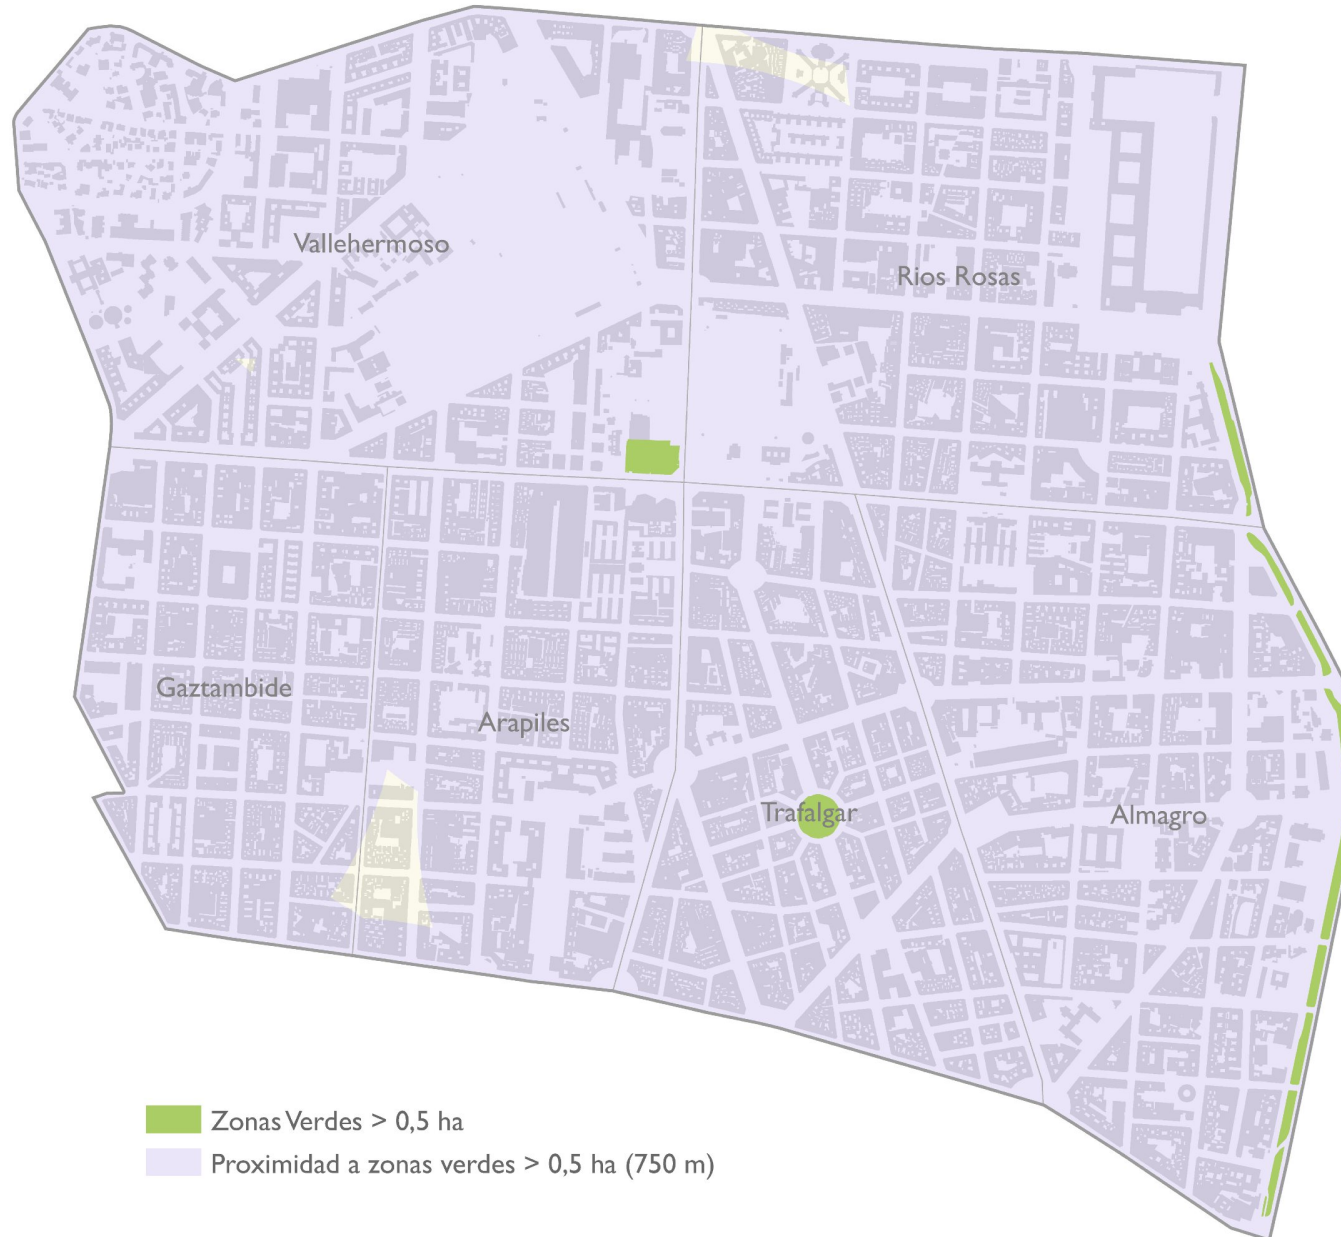 Vallehermoso
Rios Rosas
Gaztambide
Arapiles
Trafalgar
Almagro
Zonas Verdes > 0,5 ha
Proximidad a zonas verdes > 0,5 ha (750 m)